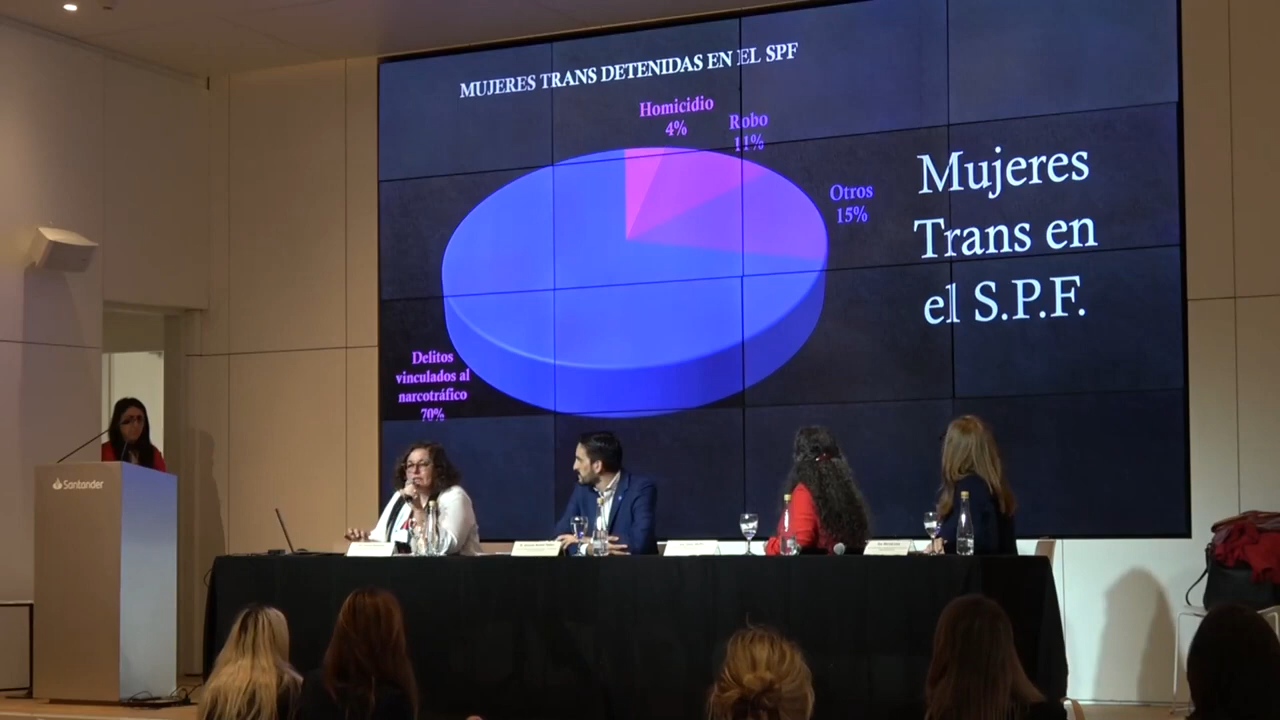 MUJERES TRANS DETENIDAS EN EL SPF
Homicidio
4%
Robo
11%
Otros
15%
Delitos
vinculados al
narcotráfico
70%
Mujeres
Trans en
el S.P.F.
Santander